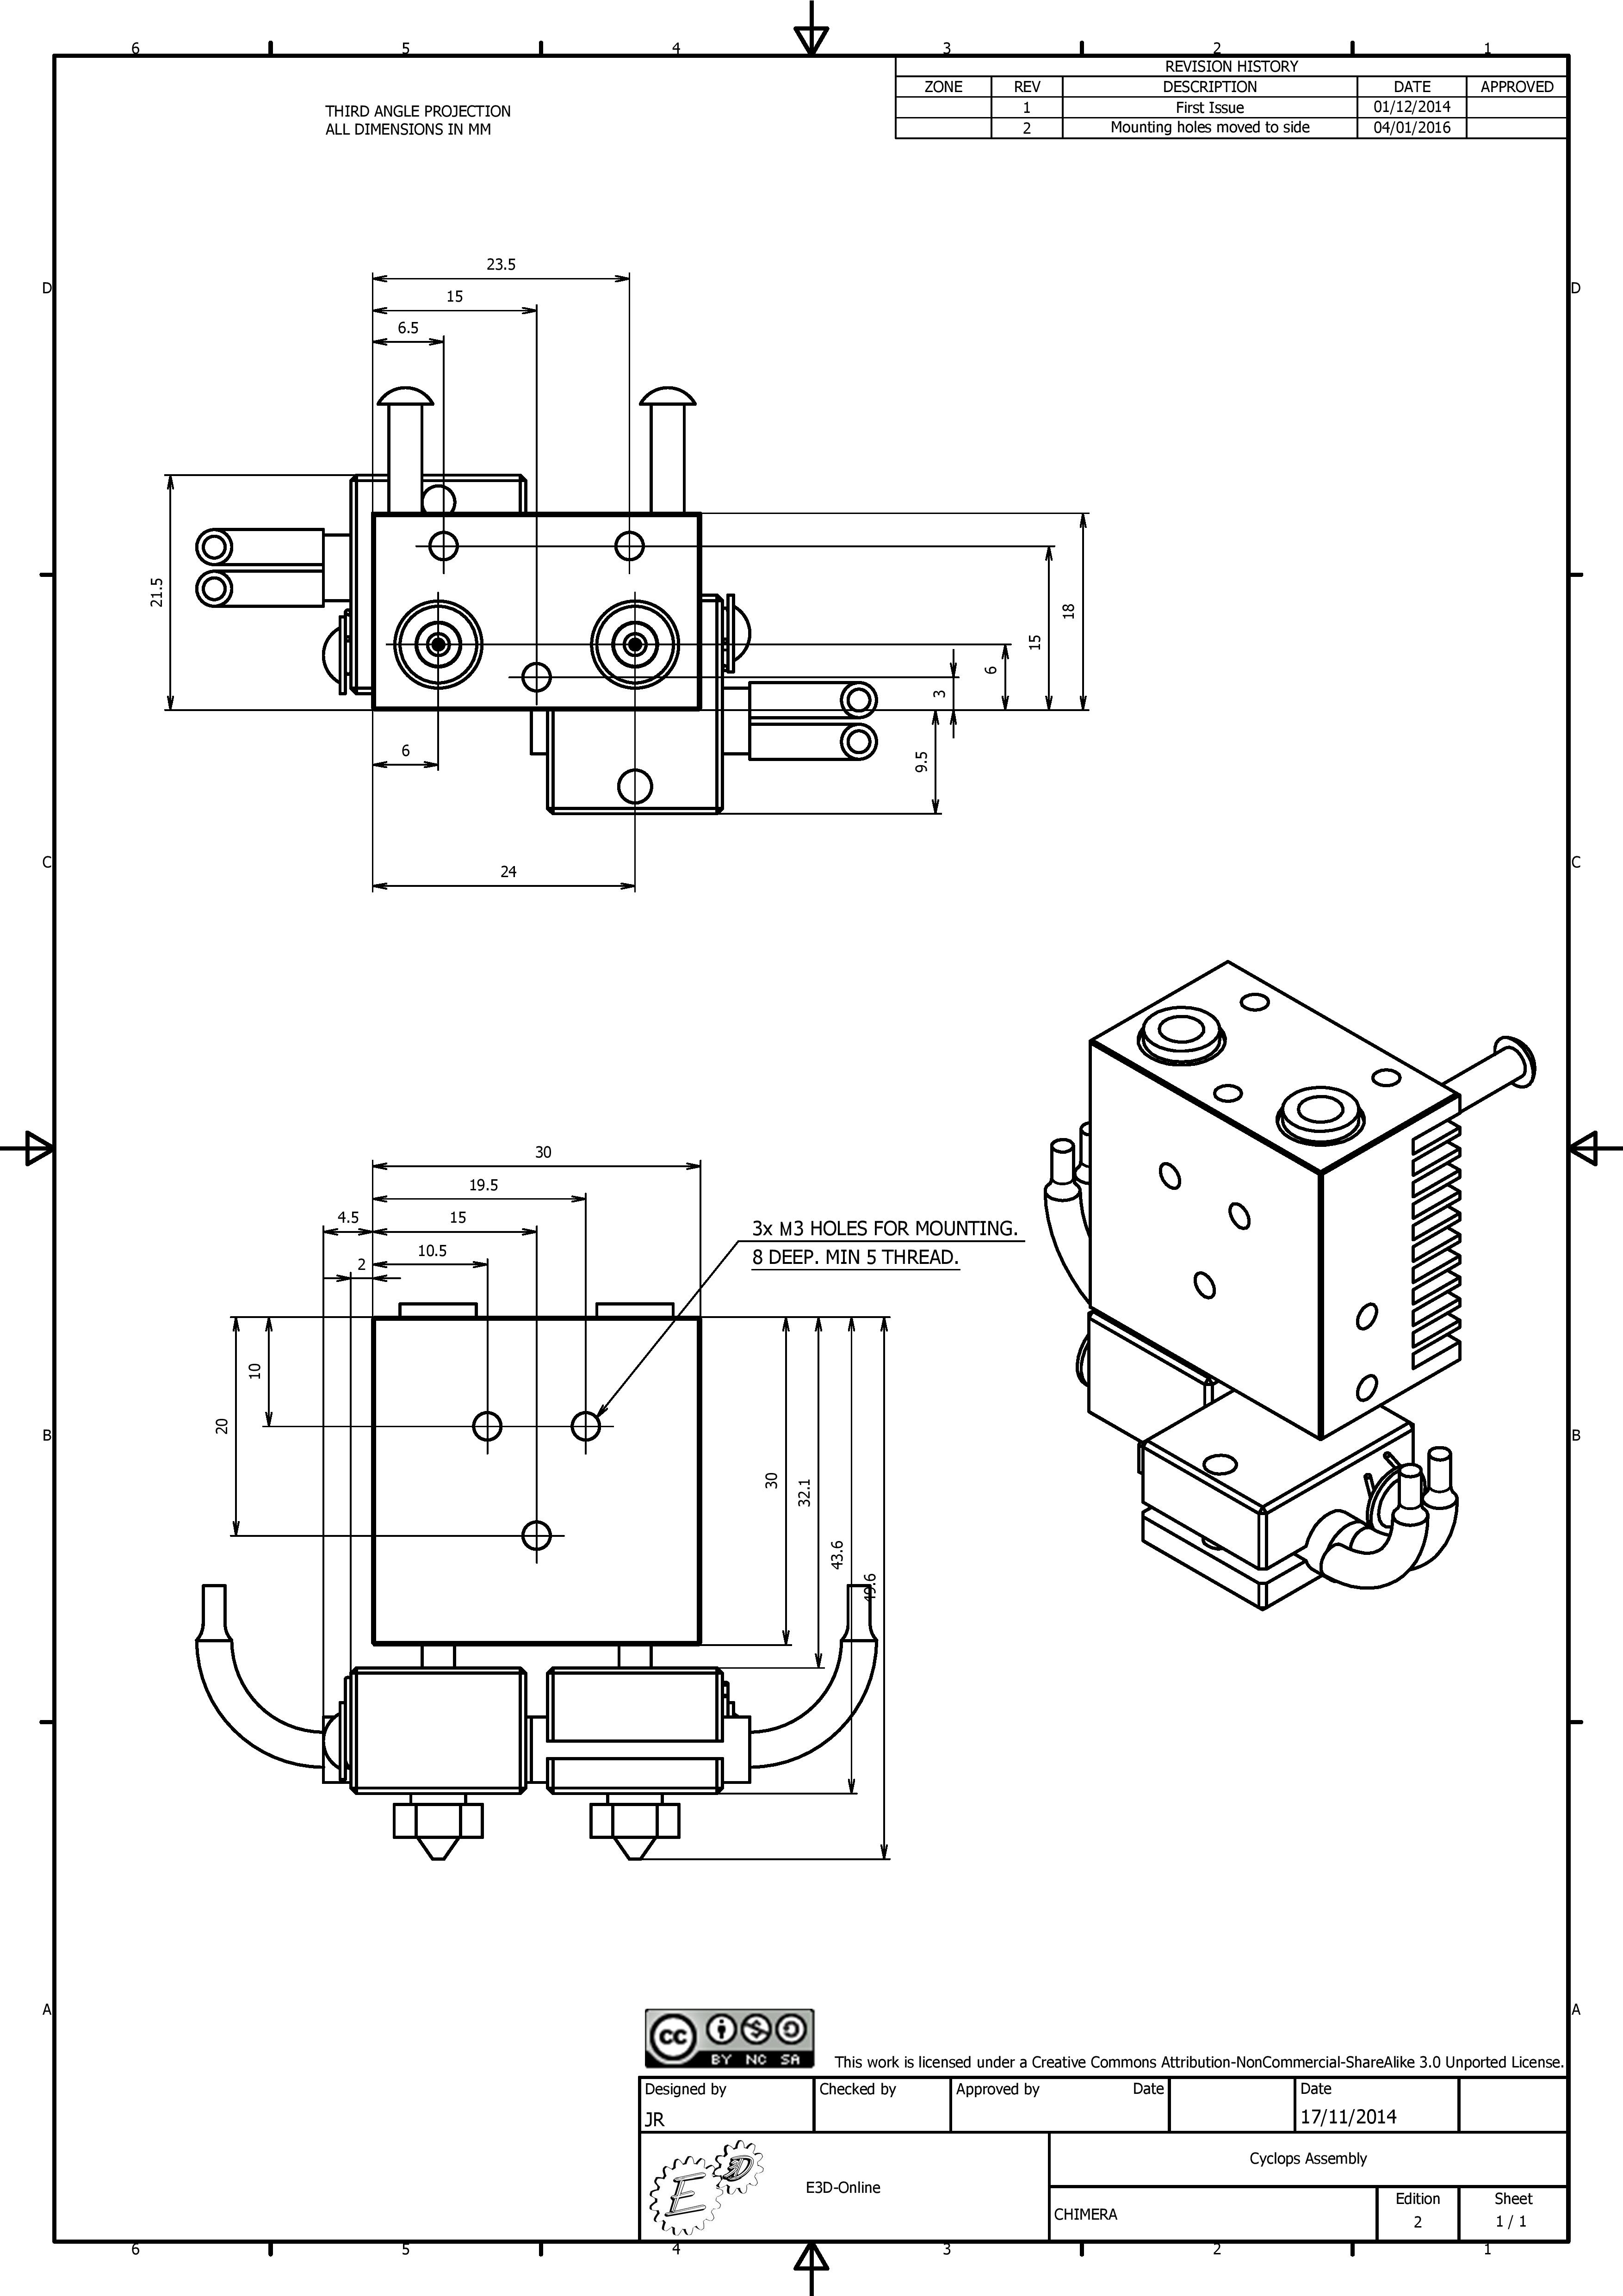 6 5 4 3 2 1
REVISION HISTORY
ZONE REV DESCRIPTION DATE APPROVED
1 First Issue 01/12/2014
2 Mounting holes moved to side 04/01/2016
THIRD ANGLE PROJECTION
ALL DIMENSIONS IN MM
D D
23.5
15
6.5
21.5
18
15
6
3
9.5
6
24
C C
30
19.5
4.5 15
10.5
2
3x M3 HOLES FOR MOUNTING.
8 DEEP. MIN 5 THREAD.
10
20
30
32.1
43.6
49.6
B B
A A
cc
BY NC SA
This work is licensed under a Creative Commons Attribution-NonCommercial-ShareAlike 3.0 Unported License.
Designed by Checked by Approved by Date Date
JR 17/11/2014
E3D
E3D-Online
Cyclops Assembly
CHIMERA
Edition Sheet
2 1 / 1
6 5 4 3 2 1